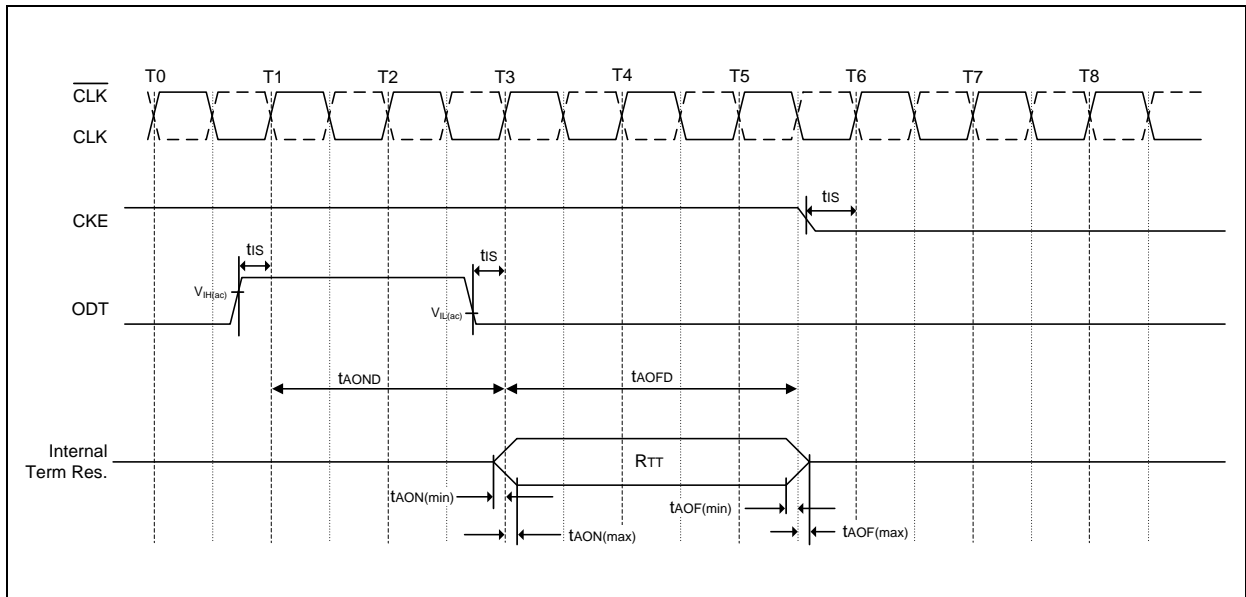 T0 T1 T2 T3 T4 T5 T6 T7 T8
CLK
CLK
CKE
tIS
tIS
tIS
VIH(ac)
ODT
VIL(ac)
tAOND
tAOFD
Internal
Term Res.
RTT
tAON(min)
tAOF(min)
tAON(max)
tAOF(max)